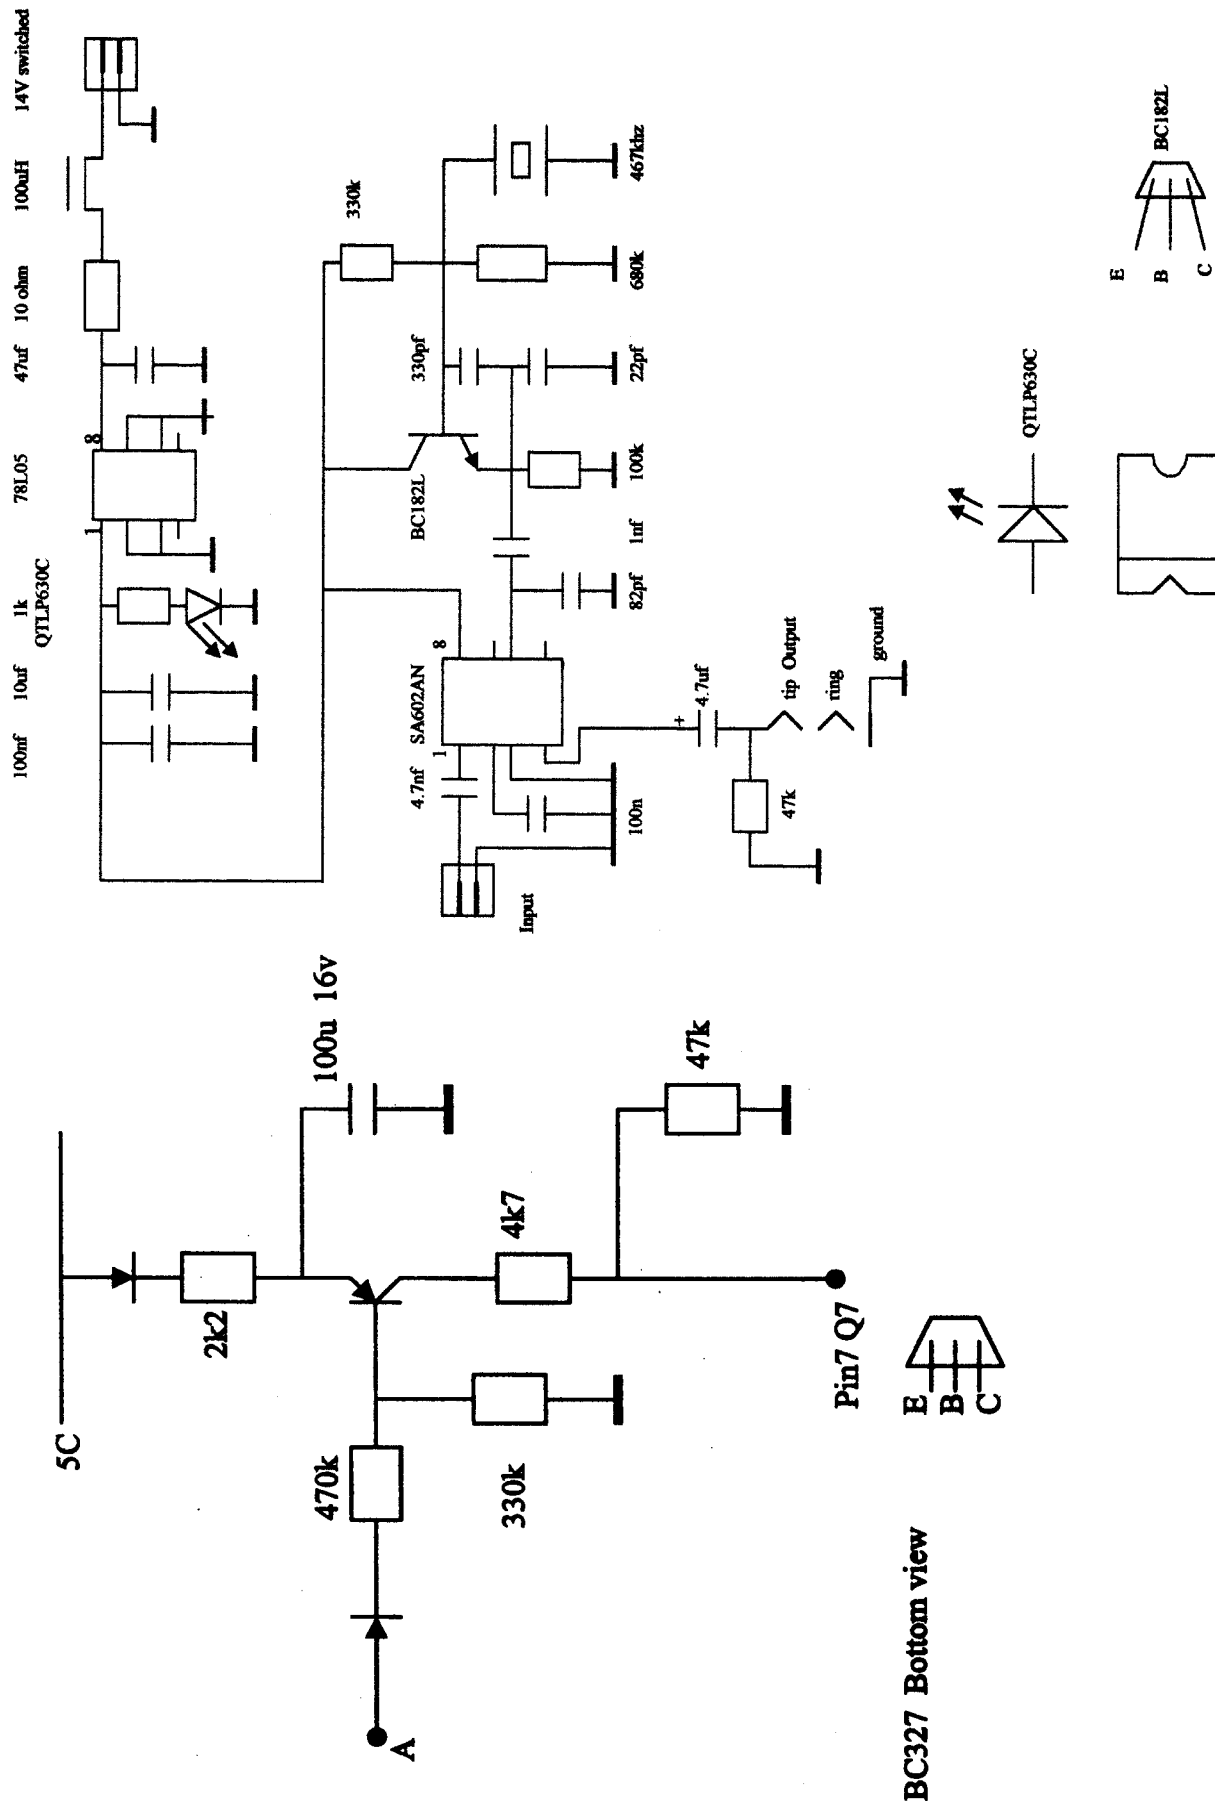 14V switched
100uH
10 ohm
47uf
8
78L05
1
1k
QTLP630C
10uf
100nf
330k
467khz
680k
330pf
22pf
BC182L
100k
1nf
82pf
SA602AN
8
1
4.7nf
100n
Input
+
4.7uf
47k
tip Output
ring
ground
QTLP630C
BC182L
E
B
C
5C
2k2
100u 16v
4k7
47k
470k
330k
A
Pin7 Q7
E
B
C
BC327 Bottom view